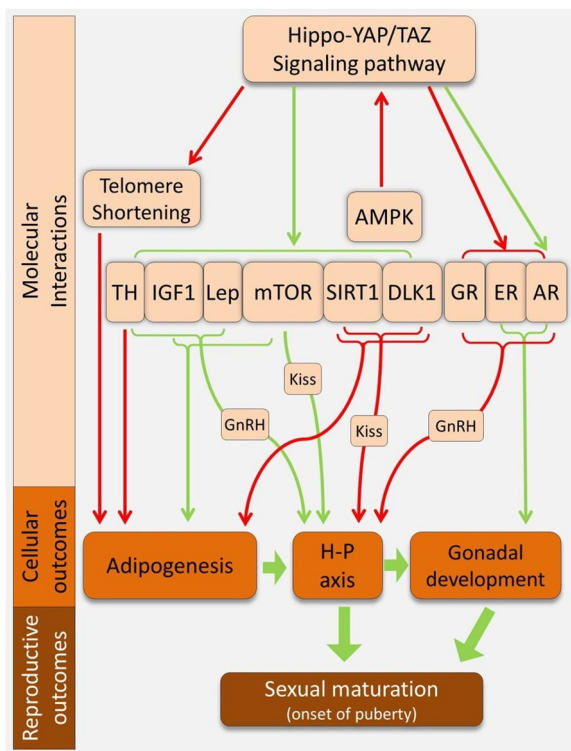 Hippo-YAP/TAZ
Signaling pathway
Molecular
Interactions
Telomere
Shortening
AMPK
TH IGF1 Lep mTOR SIRT1 DLK1 GR ER AR
Kiss
GnRH
Kiss
GnRH
Cellular
outcomes
Adipogenesis
H-P
axis
Gonadal
development
Reproductive
outcomes
Sexual maturation
(onset of puberty)